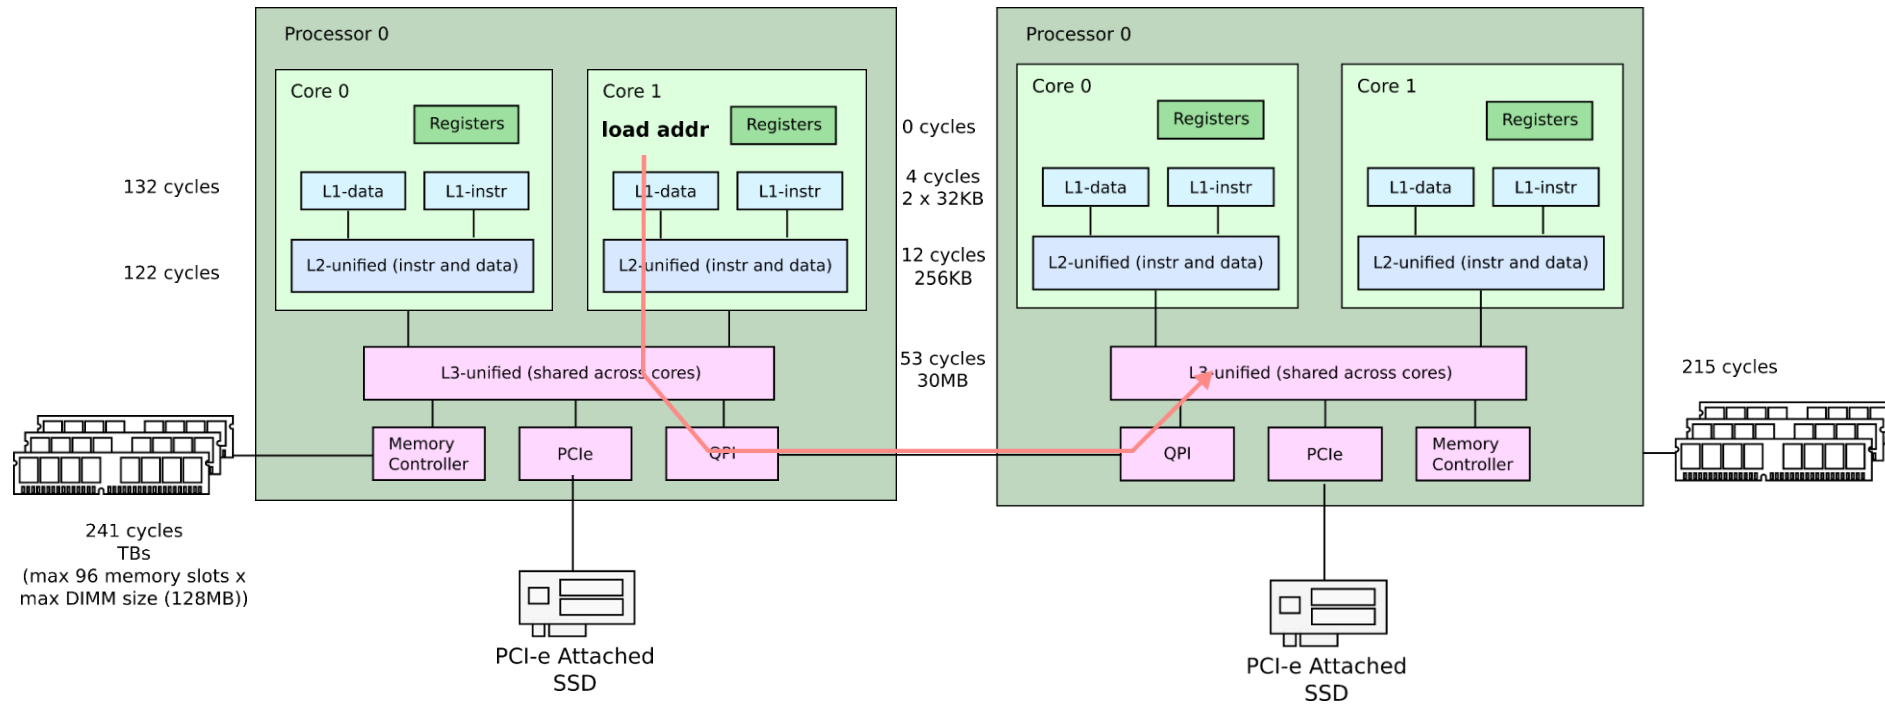 Processor 0
Core 0
Registers
L1-data
L1-instr
L2-unified (instr and data)
Core 1
load addr
Registers
L1-data
L1-instr
L2-unified (instr and data)
132 cycles
122 cycles
L3-unified (shared across cores)
Memory
Controller
PCIe
QPI
241 cycles
TBs
(max 96 memory slots x
max DIMM size (128MB))
PCI-e Attached
SSD
0 cycles
4 cycles
2 x 32KB
12 cycles
256KB
53 cycles
30MB
Processor 0
Core 0
Registers
L1-data
L1-instr
L2-unified (instr and data)
Core 1
Registers
L1-data
L1-instr
L2-unified (instr and data)
L3-unified (shared across cores)
QPI
PCIe
Memory
Controller
215 cycles
PCI-e Attached
SSD